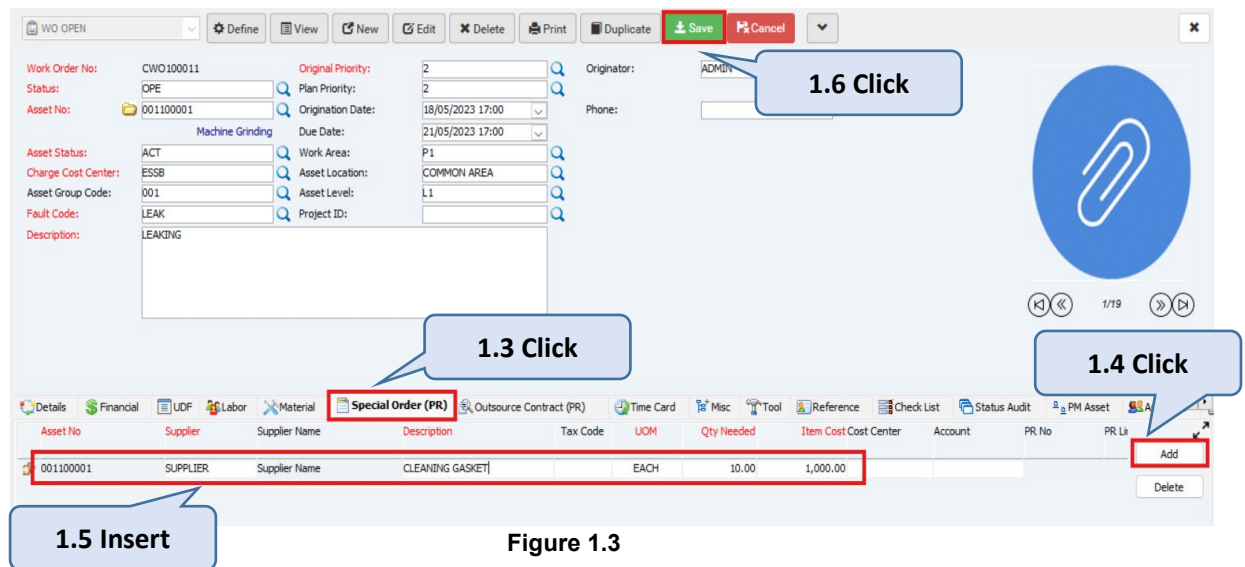 WO OPEN Define View New Edit Delete Print Duplicate Save Cancel
1.6 Click
Work Order No: CWO100011 Original Priority: 2 Originator: ADMIN
Status: OPE Plan Priority: 2
Asset No: 001100001 Origination Date: 18/05/2023 17:00 Phone:
Machine Grinding Due Date: 21/05/2023 17:00
Asset Status: ACT Work Area: P1
Charge Cost Center: ESSB Asset Location: COMMON AREA
Asset Group Code: 001 Asset Level: L1
Fault Code: LEAK Project ID:
Description: LEAKING
1/19
1.3 Click
1.4 Click
Details Financial UDF Labor Material Special Order (PR) Outsource Contract (PR) Time Card Misc Tool Reference Check List Status Audit PM Asset
Asset No Supplier Supplier Name Description Tax Code UOM Qty Needed Item Cost Cost Center Account PR No PR Li
Add
001100001 SUPPLIER Supplier Name CLEANING GASKET EACH 10.00 1,000.00
Delete
1.5 Insert
Figure 1.3